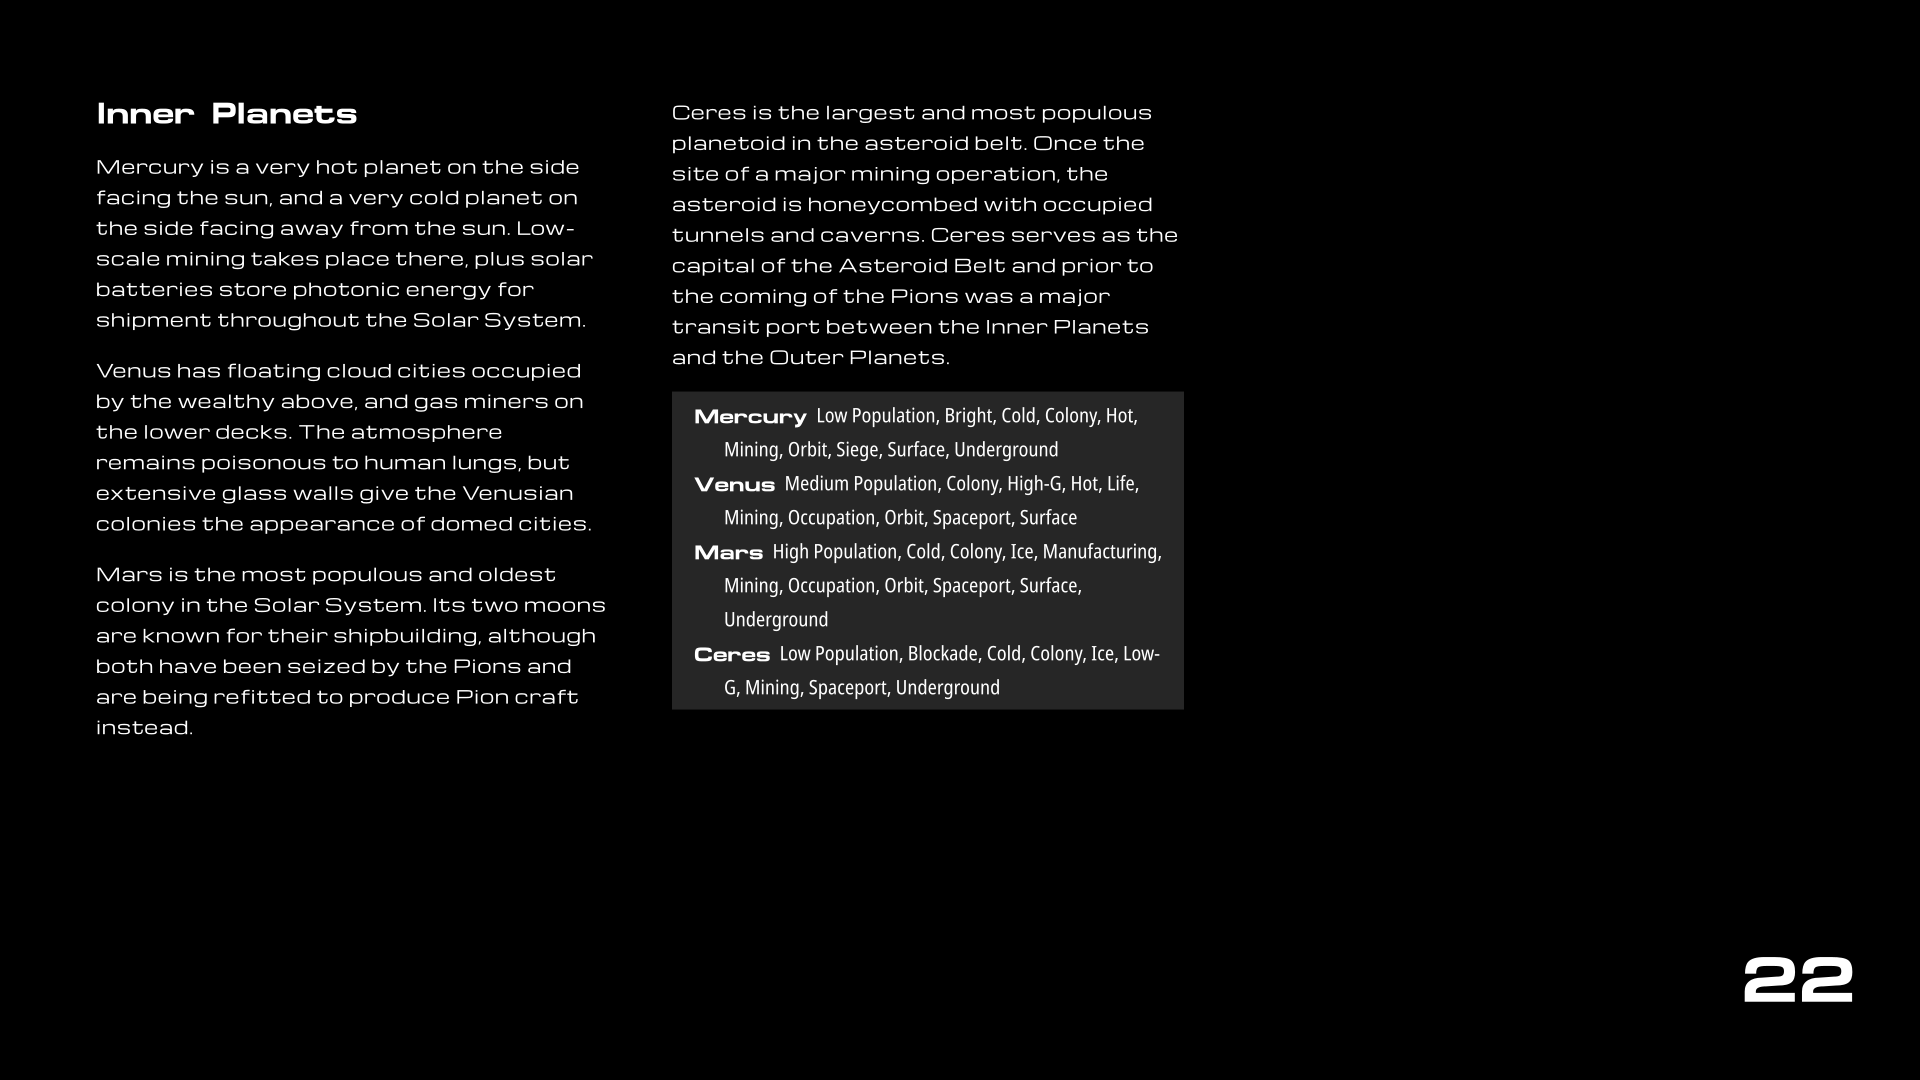 Inner Planets
Mercury is a very hot planet on the side
facing the sun, and a very cold planet on
the side facing away from the sun. Low-
scale mining takes place there, plus solar
batteries store photonic energy for
shipment throughout the Solar System.
Venus has floating cloud cities occupied
by the wealthy above, and gas miners on
the lower decks. The atmosphere
remains poisonous to human lungs, but
extensive glass walls give the Venusian
colonies the appearance of domed cities.
Mars is the most populous and oldest
colony in the Solar System. Its two moons
are known for their shipbuilding, although
both have been seized by the Pions and
are being refitted to produce Pion craft
instead.
Ceres is the largest and most populous
planetoid in the asteroid belt. Once the
site of a major mining operation, the
asteroid is honeycombed with occupied
tunnels and caverns. Ceres serves as the
capital of the Asteroid Belt and prior to
the coming of the Pions was a major
transit port between the Inner Planets
and the Outer Planets.
Mercury Low Population, Bright, Cold, Colony, Hot,
Mining, Orbit, Siege, Surface, Underground
Venus Medium Population, Colony, High-G, Hot, Life,
Mining, Occupation, Orbit, Spaceport, Surface
Mars High Population, Cold, Colony, Ice, Manufacturing,
Mining, Occupation, Orbit, Spaceport, Surface,
Underground
Ceres Low Population, Blockade, Cold, Colony, Ice, Low-
G, Mining, Spaceport, Underground
22